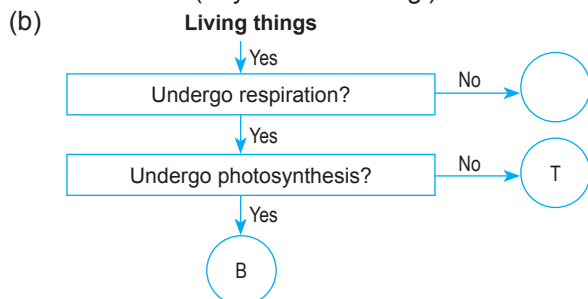 (b)
Living things
Yes
Undergo respiration?
No
Yes
Undergo photosynthesis?
No
T
Yes
B